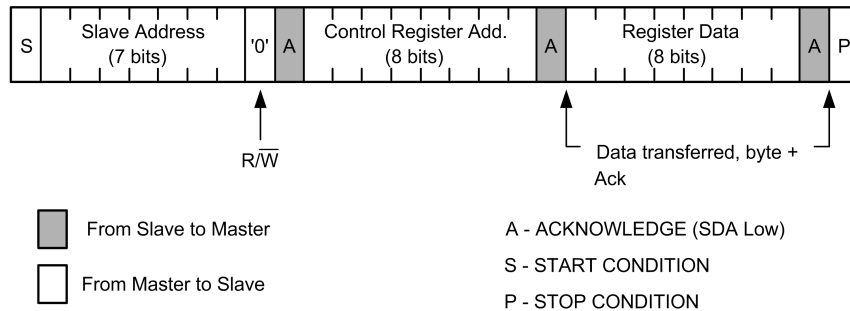 S Slave Address (7 bits) '0' A Control Register Add. (8 bits) A Register Data (8 bits) A P
R/W̅
Data transferred, byte +
Ack
From Slave to Master
A - ACKNOWLEDGE (SDA Low)
From Master to Slave
S - START CONDITION
P - STOP CONDITION